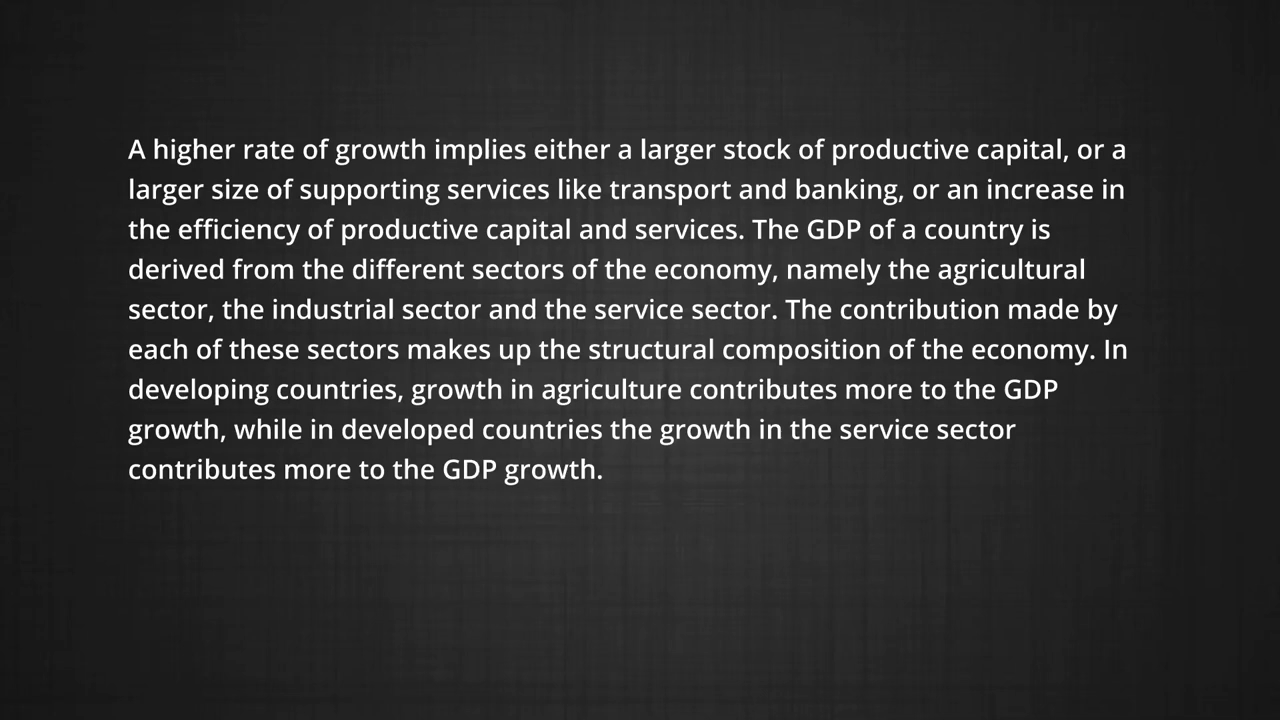 A higher rate of growth implies either a larger stock of productive capital, or a
larger size of supporting services like transport and banking, or an increase in
the efficiency of productive capital and services. The GDP of a country is
derived from the different sectors of the economy, namely the agricultural
sector, the industrial sector and the service sector. The contribution made by
each of these sectors makes up the structural composition of the economy. In
developing countries, growth in agriculture contributes more to the GDP
growth, while in developed countries the growth in the service sector
contributes more to the GDP growth.